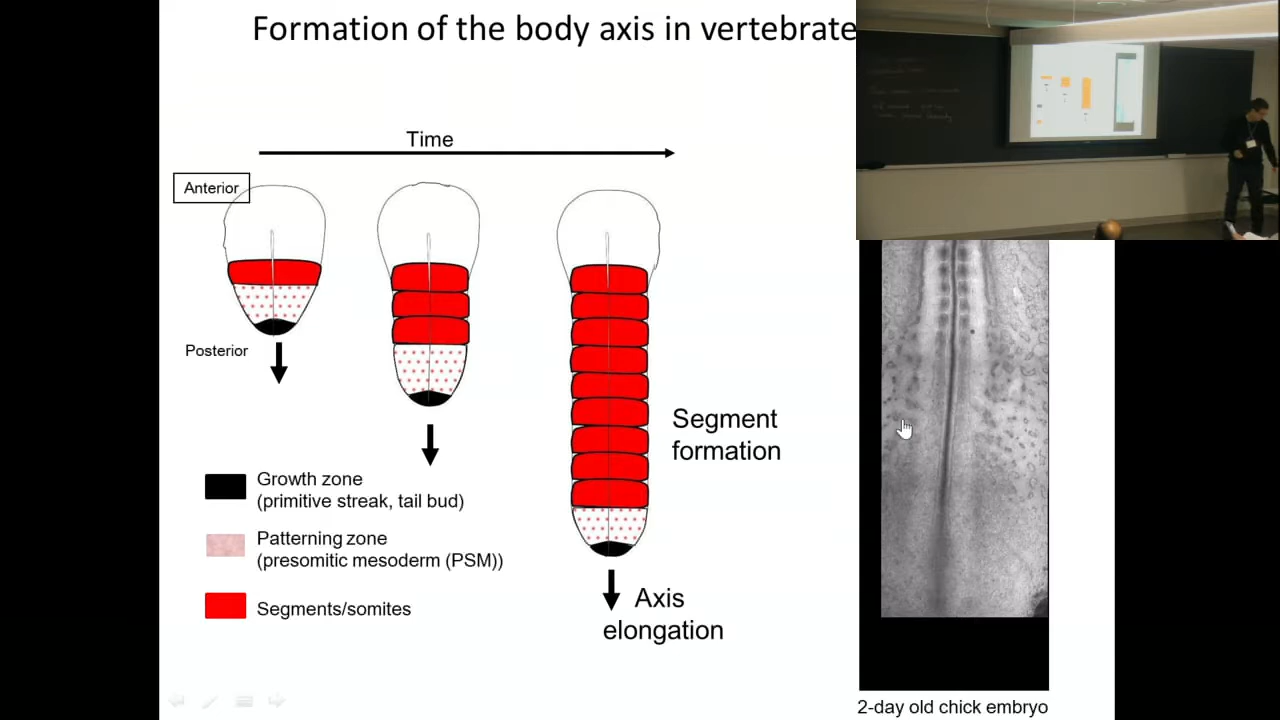 Formation of the body axis in vertebrate
Time
Anterior
Posterior
Segment
formation
Growth zone
(primitive streak, tail bud)
Patterning zone
(presomitic mesoderm (PSM))
Segments/somites
Axis
elongation
2-day old chick embryo